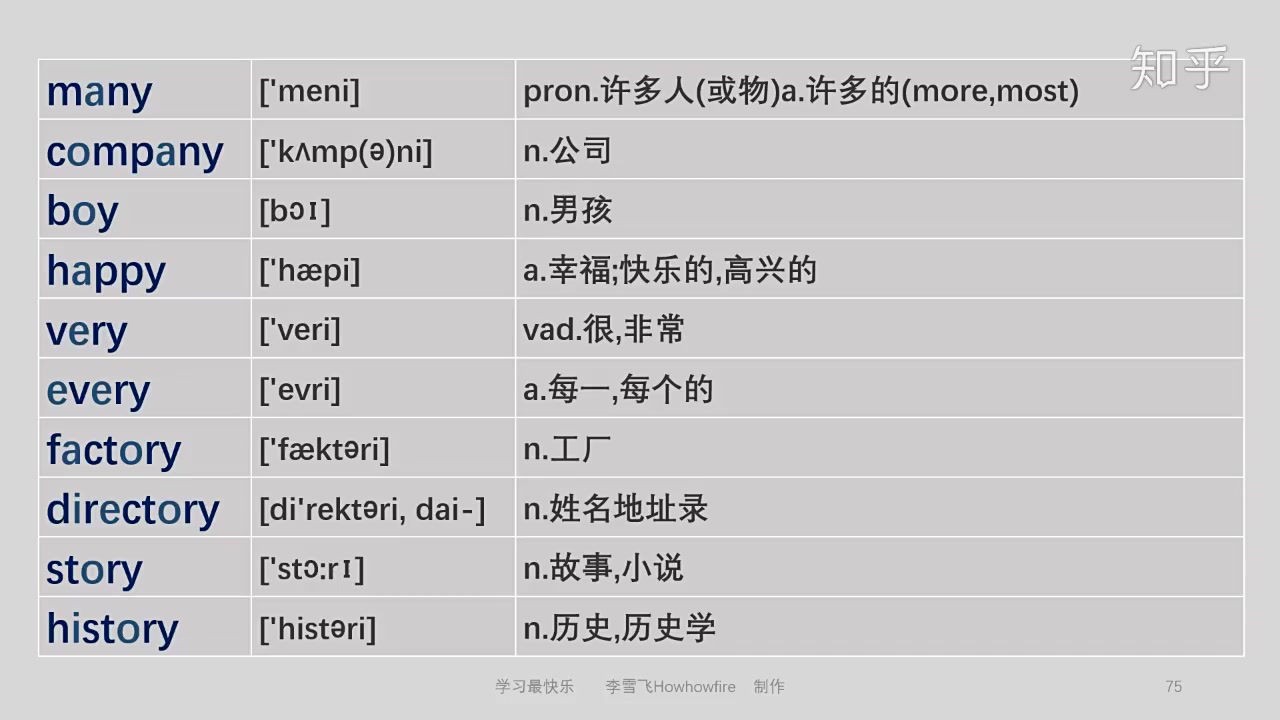 知乎
many ['meni] pron.许多人(或物)a.许多的(more,most)
company ['kʌmp(ə)ni] n.公司
boy [bɔɪ] n.男孩
happy ['hæpi] a.幸福;快乐的,高兴的
very ['veri] vad.很,非常
every ['evri] a.每一,每个的
factory ['fæktəri] n.工厂
directory [di'rektəri, dai-] n.姓名地址录
story ['stɔ:rɪ] n.故事,小说
history ['histəri] n.历史,历史学
学习最快乐 李雪飞Howhowfire 制作 75